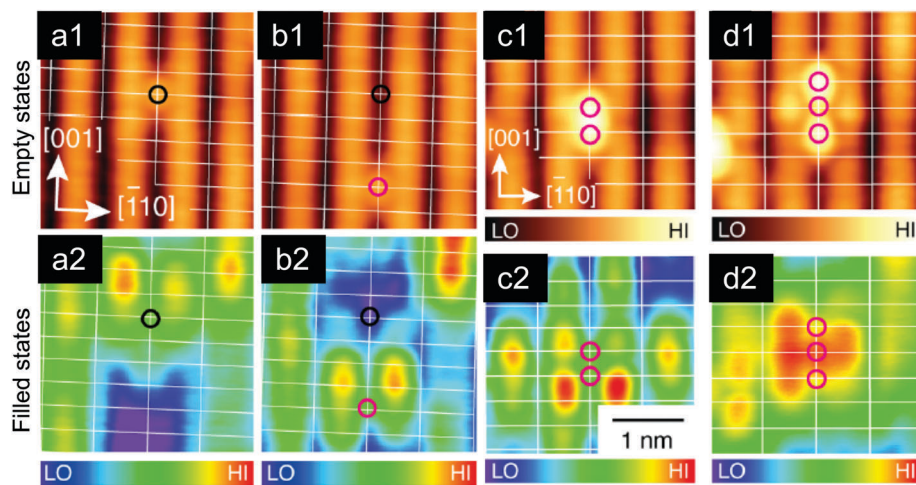 a1
b1
c1
d1
Empty states
[001]
[1̄10]
[001]
[1̄10]
LO HI
LO HI
a2
b2
c2
d2
Filled states
1 nm
LO HI
LO HI
LO HI
LO HI